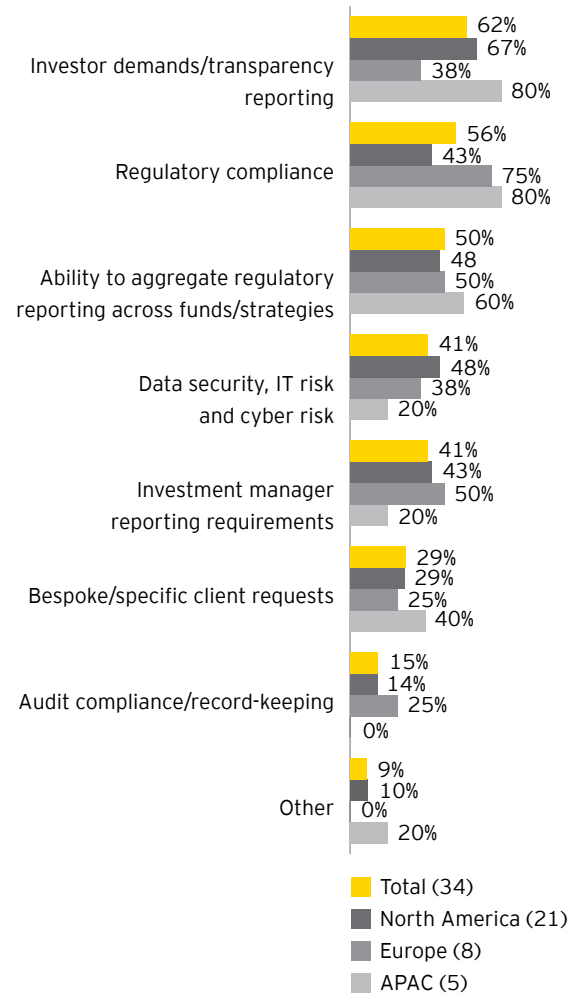 62%
67%
Investor demands/transparency
38%
reporting
80%
56%
43%
Regulatory compliance
75%
80%
50%
48
Ability to aggregate regulatory
50%
reporting across funds/strategies
60%
41%
48%
Data security, IT risk
38%
and cyber risk
20%
41%
43%
Investment manager
50%
reporting requirements
20%
29%
29%
Bespoke/specific client requests
25%
40%
15%
14%
Audit compliance/record-keeping
25%
0%
9%
10%
Other
0%
20%
Total (34)
North America (21)
Europe (8)
APAC (5)